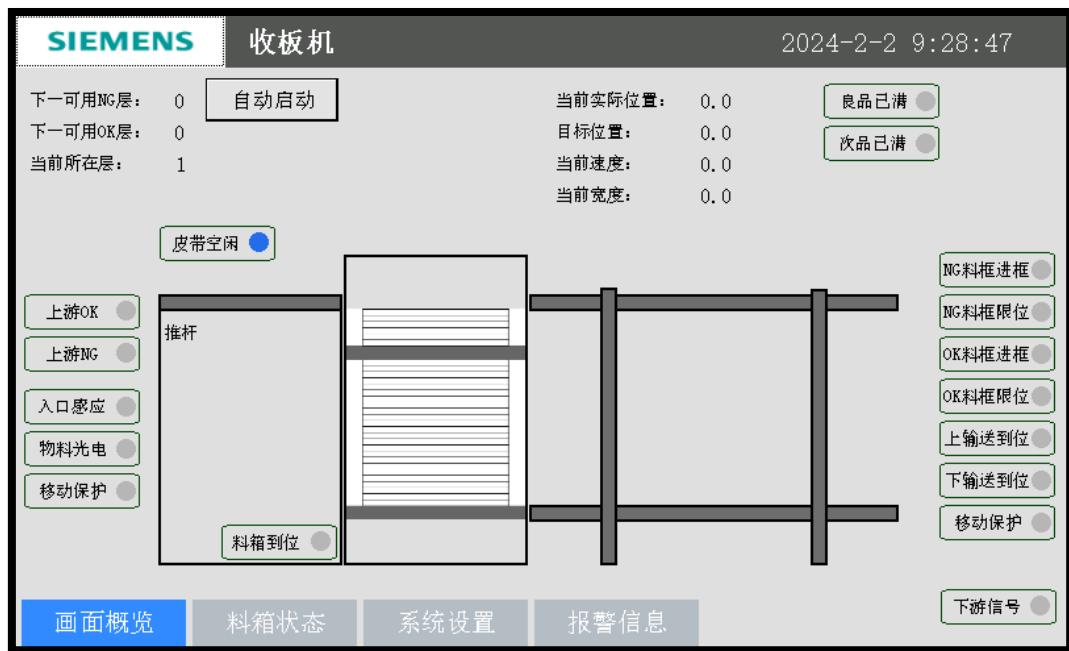 SIEMENS 收板机 2024-2-2 9:28:47
下一可用NG层: 0 自动启动 当前实际位置: 0.0 良品已满
下一可用OK层: 0 目标位置: 0.0 次品已满
当前所在层: 1 当前速度: 0.0
当前宽度: 0.0
皮带空闲
NG料框进框
上游OK NG料框限位
推杆
上游NG OK料框进框
入口感应 OK料框限位
物料光电 上输送到位
移动保护 下输送到位
料箱到位 移动保护
下游信号
画面概览 料箱状态 系统设置 报警信息